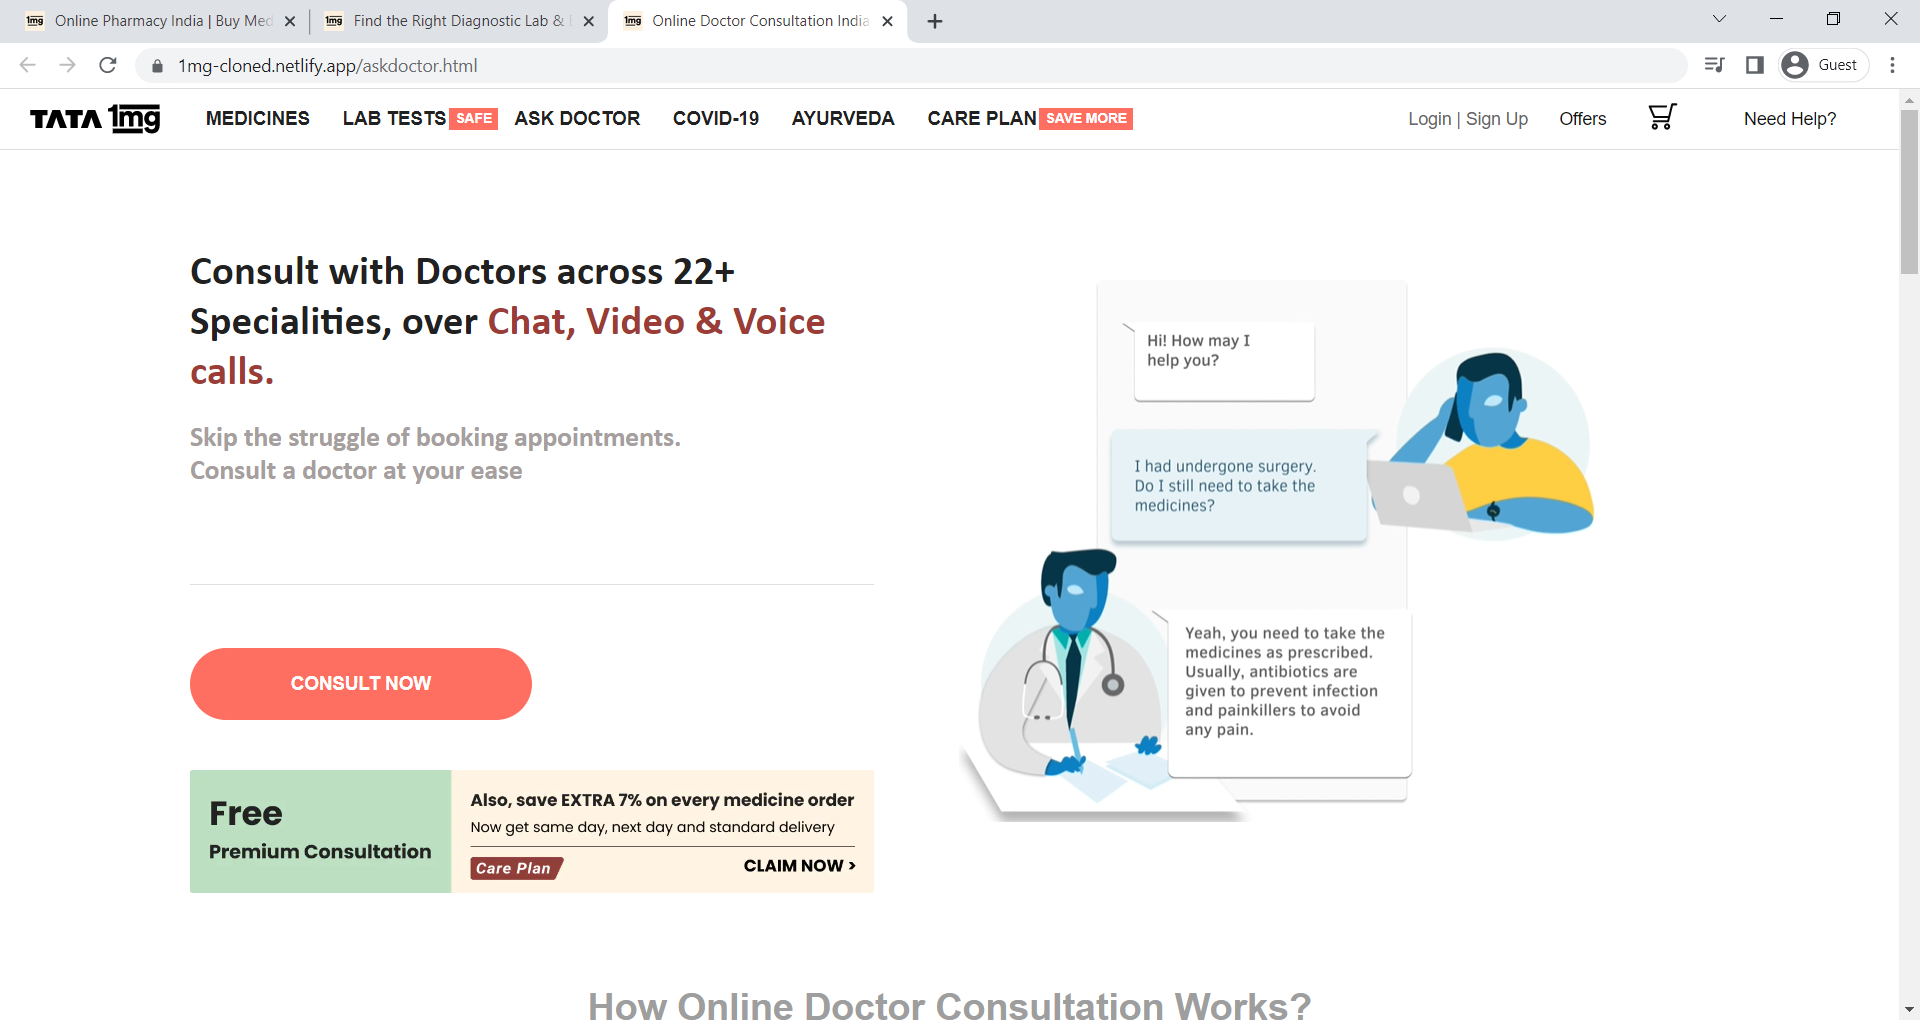 Online Pharmacy India | Buy Med
Find the Right Diagnostic Lab &
Online Doctor Consultation India
1mg-cloned.netlify.app/askdoctor.html
Guest
TATA 1mg
MEDICINES
LAB TESTS SAFE
ASK DOCTOR
COVID-19
AYURVEDA
CARE PLAN SAVE MORE
Login | Sign Up
Offers
Need Help?
Consult with Doctors across 22+
Specialities, over Chat, Video & Voice
calls.
Skip the struggle of booking appointments.
Consult a doctor at your ease
CONSULT NOW
Free
Premium Consultation
Also, save EXTRA 7% on every medicine order
Now get same day, next day and standard delivery
Care Plan
CLAIM NOW >
Hi! How may I
help you?
I had undergone surgery.
Do I still need to take the
medicines?
Yeah, you need to take the
medicines as prescribed.
Usually, antibiotics are
given to prevent infection
and painkillers to avoid
any pain.
How Online Doctor Consultation Works?